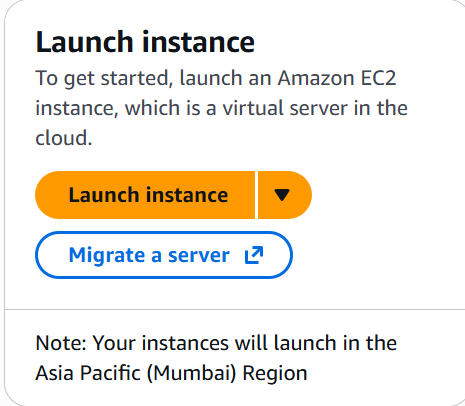 Launch instance
To get started, launch an Amazon EC2
instance, which is a virtual server in the
cloud.
Launch instance
Migrate a server
Note: Your instances will launch in the
Asia Pacific (Mumbai) Region